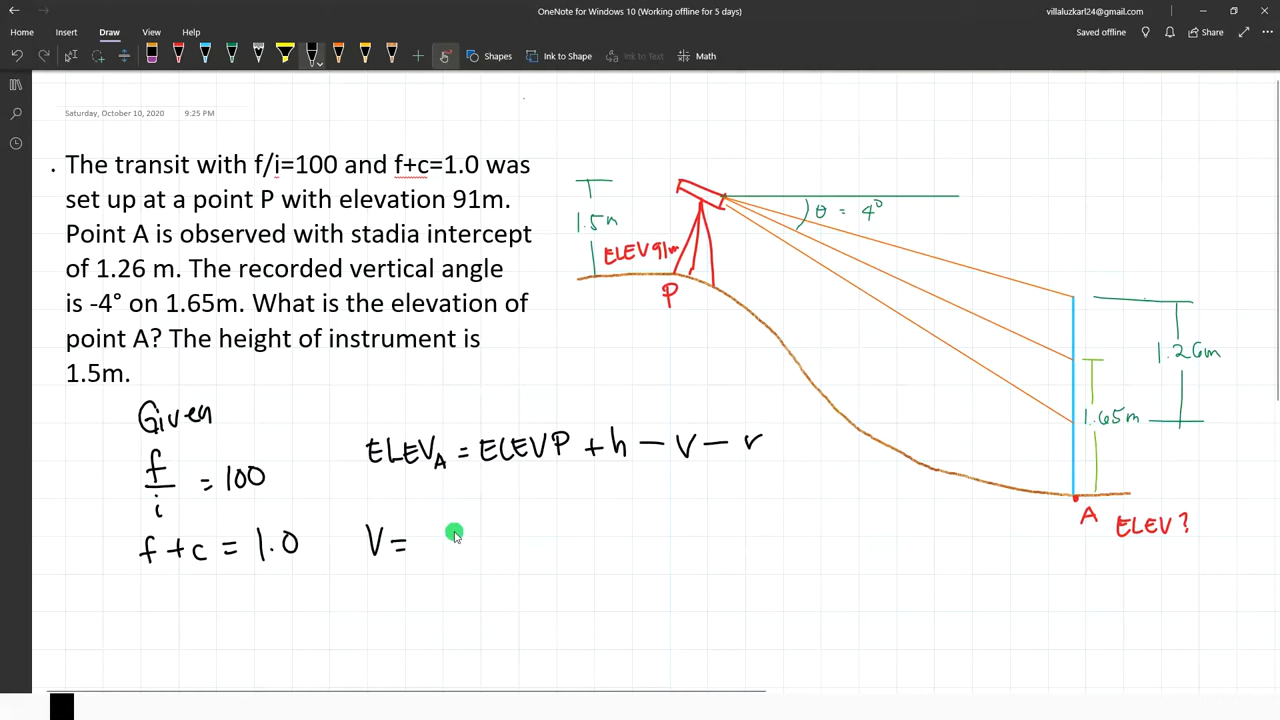 OneNote for Windows 10 (Working offline for 5 days)
villaluzkarl24@gmail.com
Home Insert Draw View Help
Saved offline Share
Shapes Ink to Shape Ink to Text Math
Saturday, October 10, 2020 9:25 PM
. The transit with f/i=100 and f+c=1.0 was
set up at a point P with elevation 91m.
Point A is observed with stadia intercept
of 1.26 m. The recorded vertical angle
is -4° on 1.65m. What is the elevation of
point A? The height of instrument is
1.5m.
Given
f/i = 100
f + c = 1.0
ELEVA = ELEVP + h - V - r
V =
1.5m
ELEV 91m
P
θ = 4°
1.26m
1.65m
A ELEV?